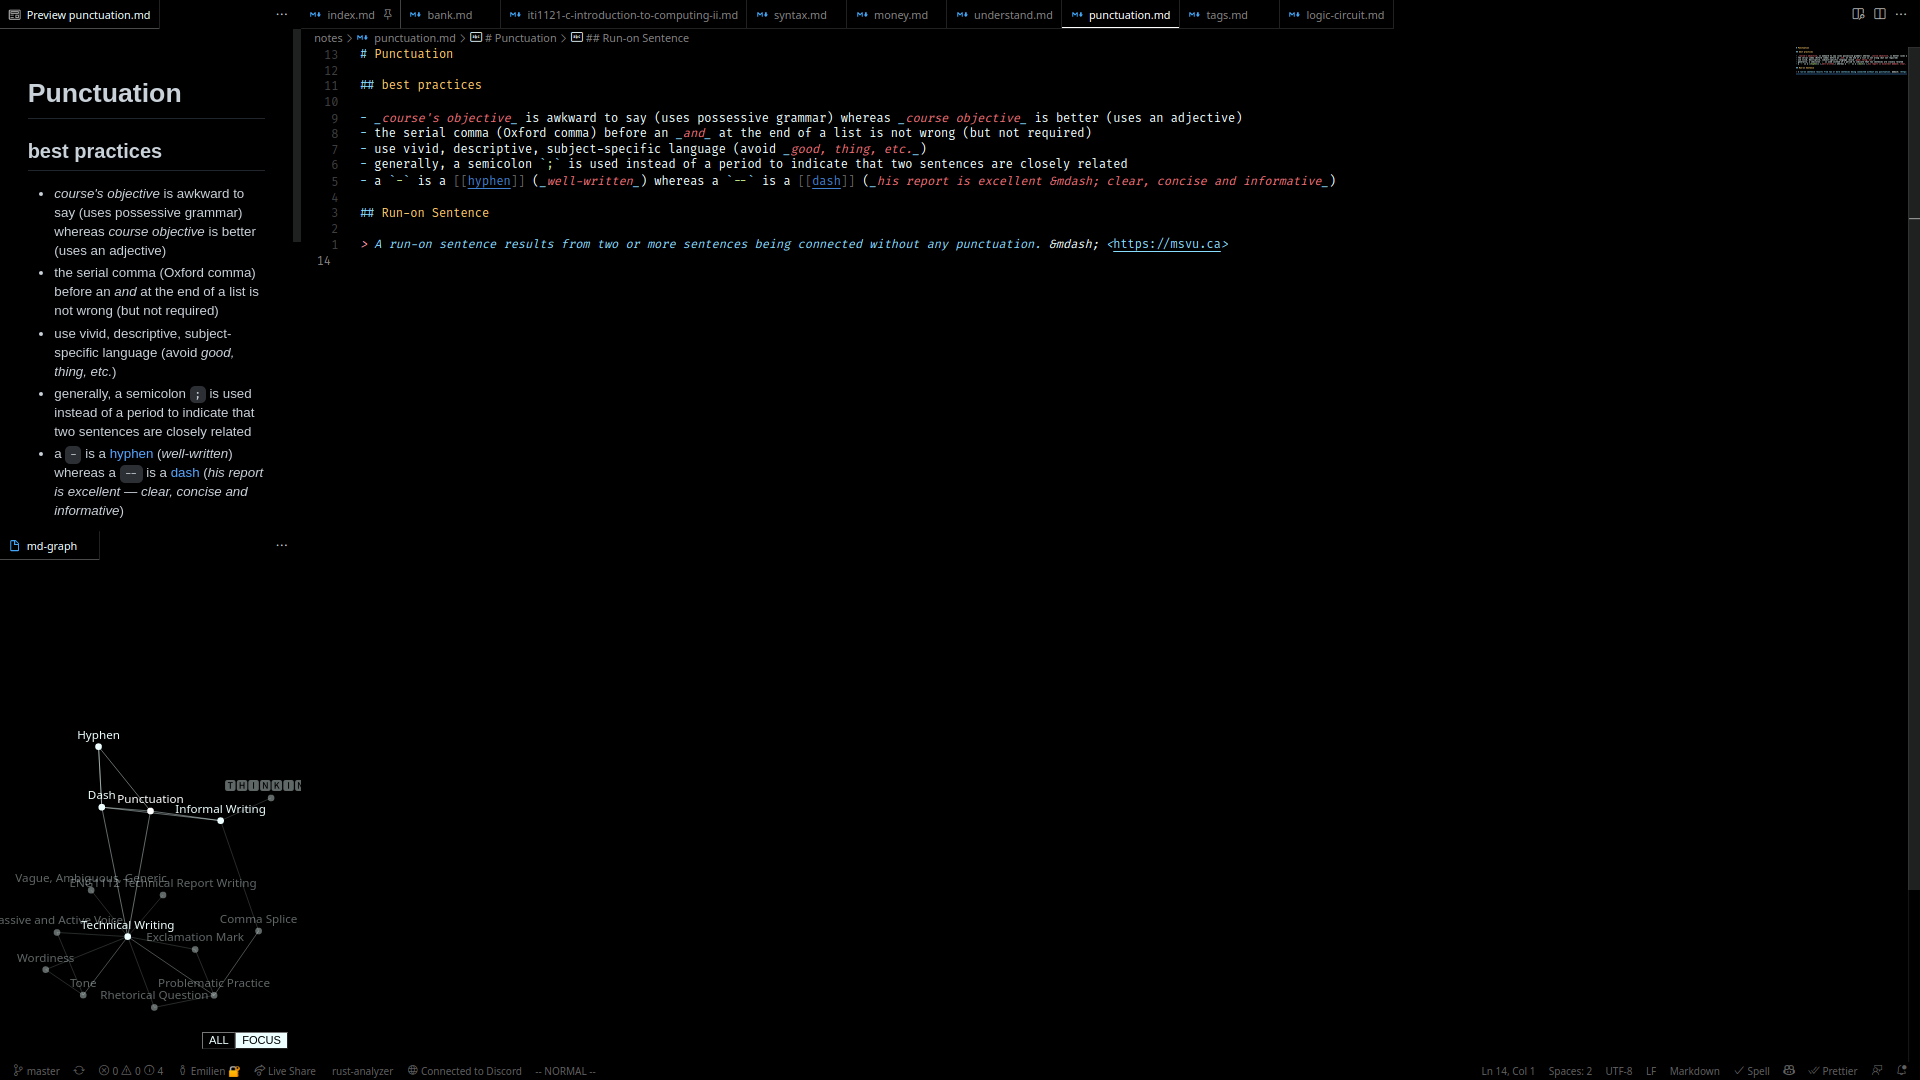 Preview punctuation.md
Punctuation
best practices
course's objective is awkward to
say (uses possessive grammar)
whereas course objective is better
(uses an adjective)
the serial comma (Oxford comma)
before an and at the end of a list is
not wrong (but not required)
use vivid, descriptive, subject-
specific language (avoid good,
thing, etc.)
generally, a semicolon ; is used
instead of a period to indicate that
two sentences are closely related
a - is a hyphen (well-written)
whereas a -- is a dash (his report
is excellent — clear, concise and
informative)
md-graph
Hyphen
THINKIN
Dash Punctuation
Informal Writing
Vague, Ambiguous, Generic
ENG1112 Technical Report Writing
assive and Active Voice
Technical Writing
Comma Splice
Exclamation Mark
Wordiness
Tone
Problematic Practice
Rhetorical Question
ALL FOCUS
index.md bank.md iti1121-c-introduction-to-computing-ii.md syntax.md money.md understand.md punctuation.md tags.md logic-circuit.md
notes > punctuation.md > # Punctuation > ## Run-on Sentence
13 # Punctuation
12
11 ## best practices
10
9 - _course's objective_ is awkward to say (uses possessive grammar) whereas _course objective_ is better (uses an adjective)
8 - the serial comma (Oxford comma) before an _and_ at the end of a list is not wrong (but not required)
7 - use vivid, descriptive, subject-specific language (avoid _good, thing, etc._)
6 - generally, a semicolon `;` is used instead of a period to indicate that two sentences are closely related
5 - a `-` is a [[hyphen]] (_well-written_) whereas a `--` is a [[dash]] (_his report is excellent &mdash; clear, concise and informative_)
4
3 ## Run-on Sentence
2
1 > A run-on sentence results from two or more sentences being connected without any punctuation. &mdash; <https://msvu.ca>
14
master 0 0 4 Emilien Live Share rust-analyzer Connected to Discord -- NORMAL -- Ln 14, Col 1 Spaces: 2 UTF-8 LF Markdown Spell Prettier